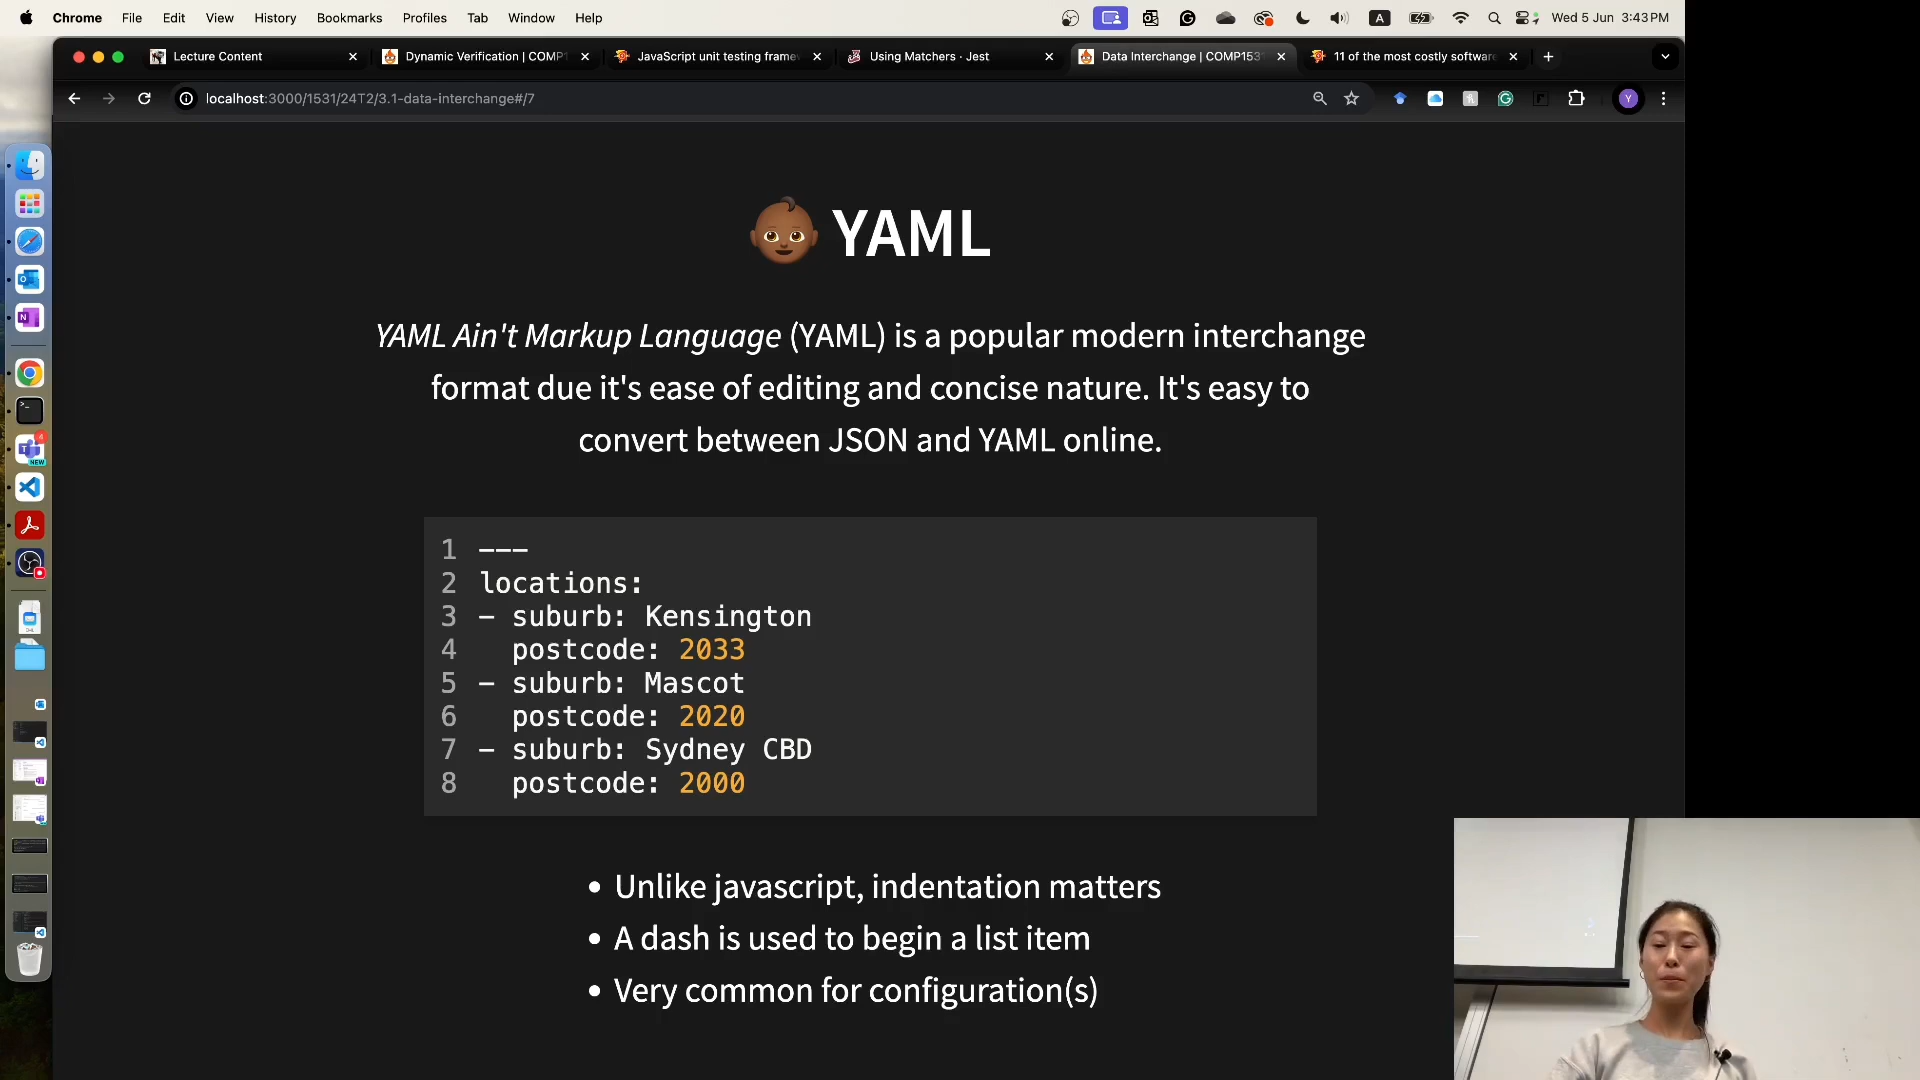 Chrome File Edit View History Bookmarks Profiles Tab Window Help
A
Wed 5 Jun 3:43 PM
Lecture Content
Dynamic Verification | COMP1
JavaScript unit testing frame
Using Matchers · Jest
Data Interchange | COMP1531
11 of the most costly software
localhost:3000/1531/24T2/3.1-data-interchange#/7
Y
YAML
YAML Ain't Markup Language (YAML) is a popular modern interchange
format due it's ease of editing and concise nature. It's easy to
convert between JSON and YAML online.
1 ---
2 locations:
3 - suburb: Kensington
4 postcode: 2033
5 - suburb: Mascot
6 postcode: 2020
7 - suburb: Sydney CBD
8 postcode: 2000
• Unlike javascript, indentation matters
• A dash is used to begin a list item
• Very common for configuration(s)